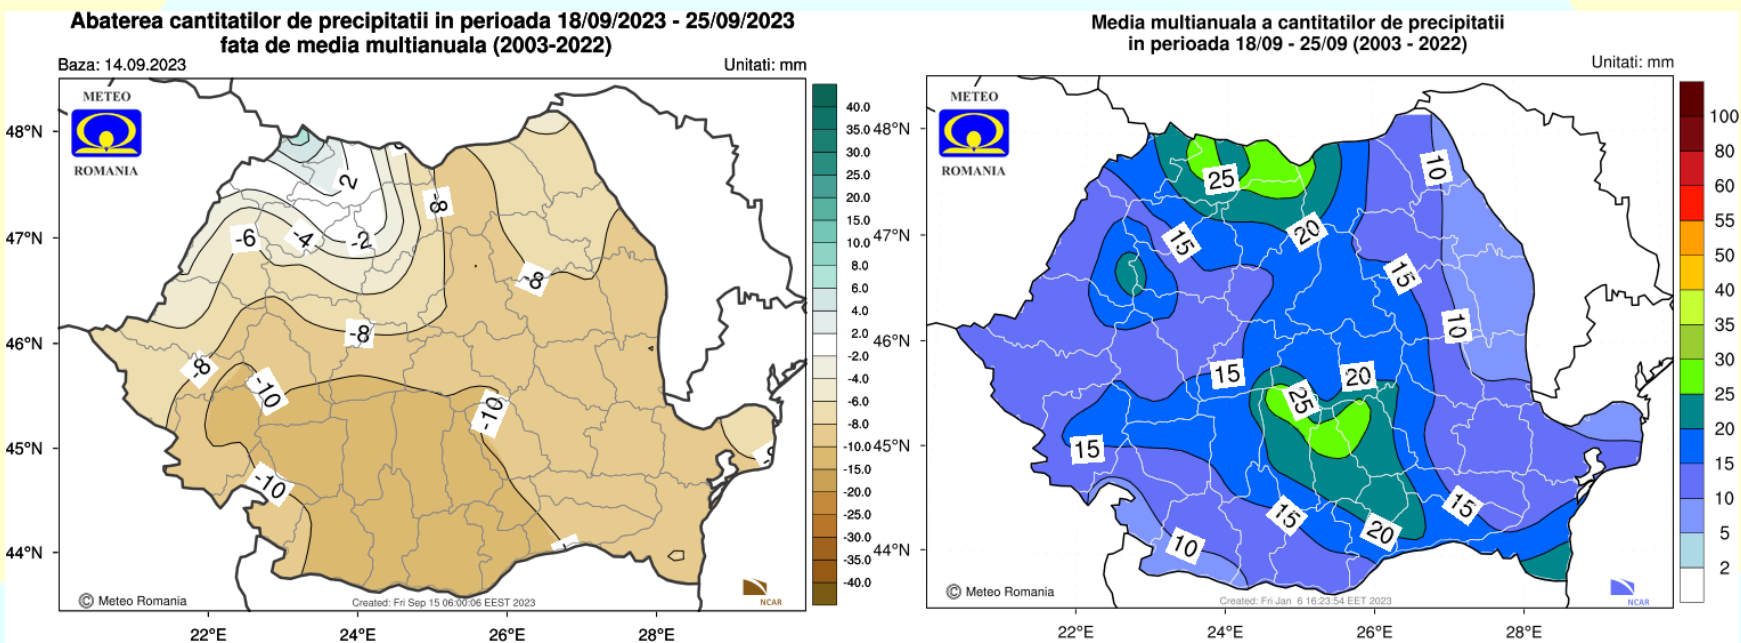 Abaterea cantitatilor de precipitatii in perioada 18/09/2023 - 25/09/2023
fata de media multianuala (2003-2022)
Baza: 14.09.2023
Unitati: mm
METEO
ROMANIA
48°N
47°N
46°N
45°N
44°N
2
-2
-4
-6
-8
-8
-8
-8
-10
-10
-10
40.0
35.0
30.0
25.0
20.0
15.0
10.0
8.0
6.0
4.0
2.0
-2.0
-4.0
-6.0
-8.0
-10.0
-15.0
-20.0
-25.0
-30.0
-35.0
-40.0
© Meteo Romania
Created: Fri Sep 15 06:00:06 EEST 2023
NCAR
22°E
24°E
26°E
28°E
Media multianuala a cantitatilor de precipitatii
in perioada 18/09 - 25/09 (2003 - 2022)
Unitati: mm
METEO
ROMANIA
48°N
47°N
46°N
45°N
44°N
25
10
20
15
15
10
15
20
25
15
15
15
20
10
100
80
60
55
50
40
35
30
25
20
15
10
5
2
© Meteo Romania
Created: Fri Jan 6 16:23:54 EET 2023
NCAR
22°E
24°E
26°E
28°E